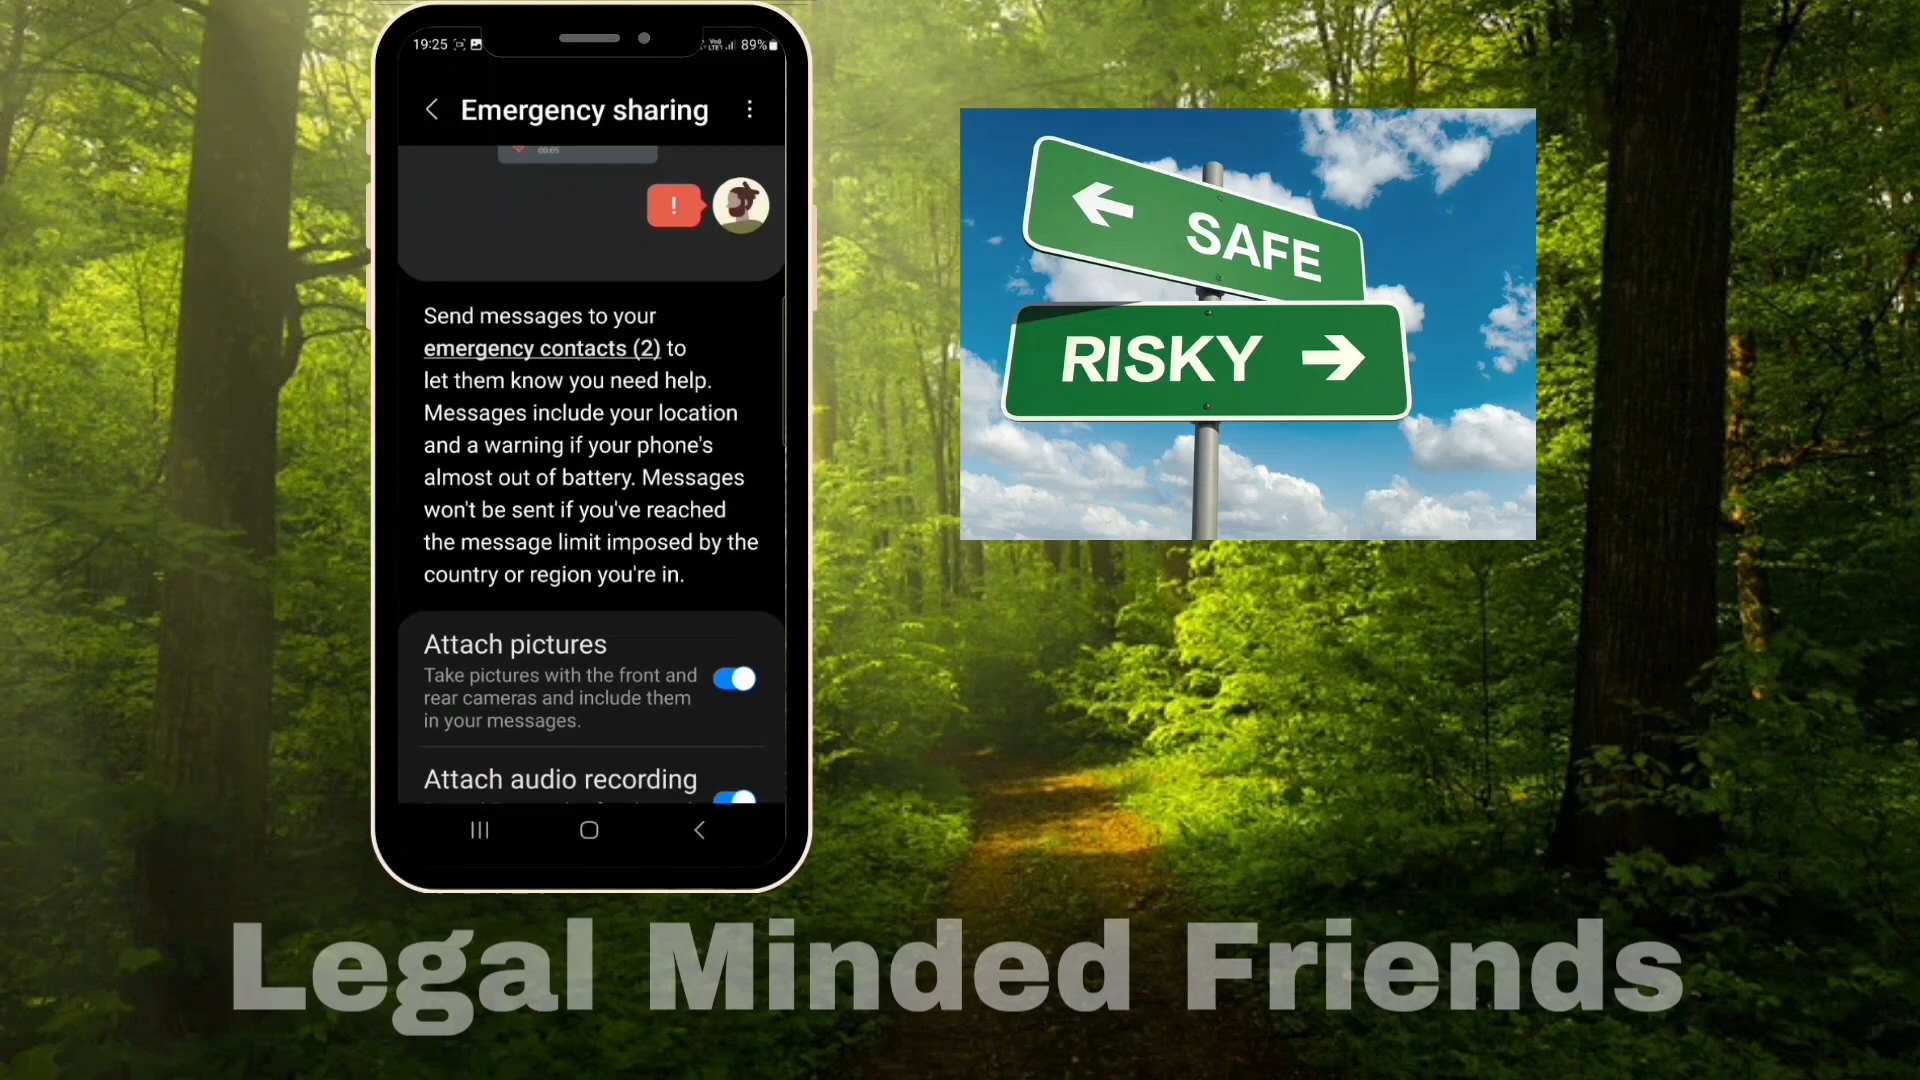 19:25
Vo)) LTE1
89%
Emergency sharing
00:05
!
Send messages to your
emergency contacts (2) to
let them know you need help.
Messages include your location
and a warning if your phone's
almost out of battery. Messages
won't be sent if you've reached
the message limit imposed by the
country or region you're in.
Attach pictures
Take pictures with the front and
rear cameras and include them
in your messages.
Attach audio recording
SAFE
RISKY
Legal Minded Friends